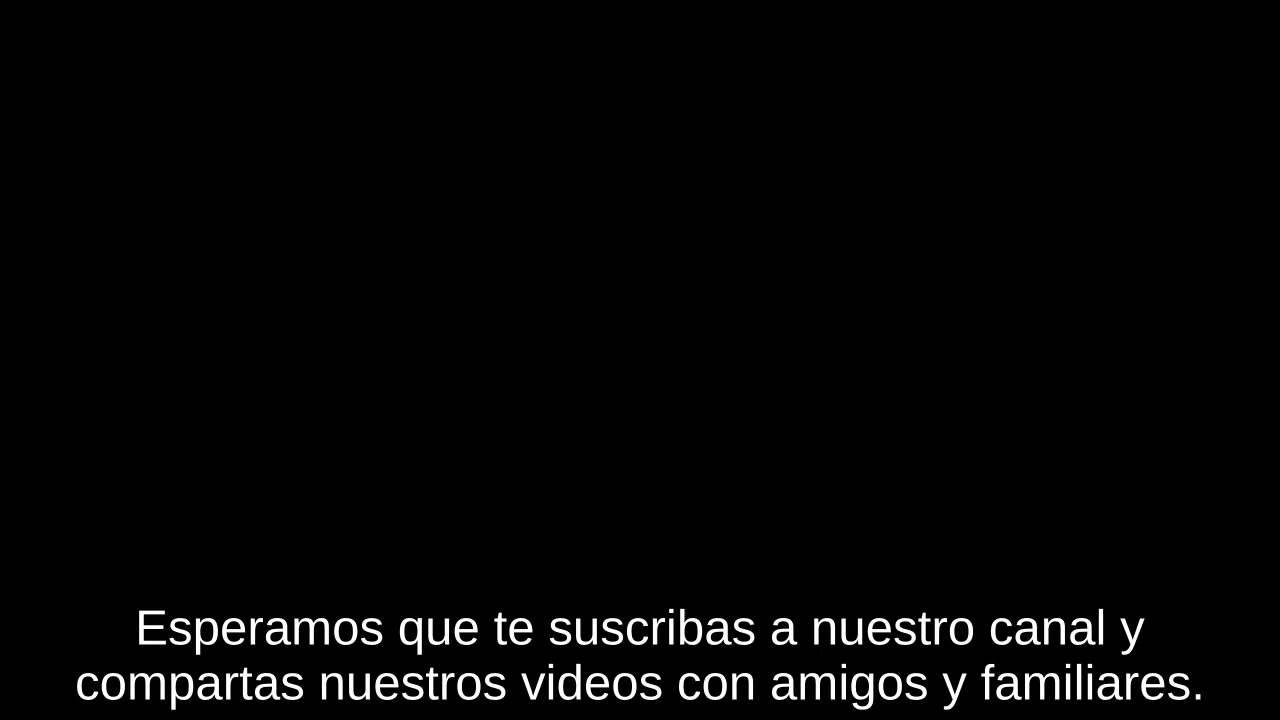 Esperamos que te suscribas a nuestro canal y
compartas nuestros videos con amigos y familiares.